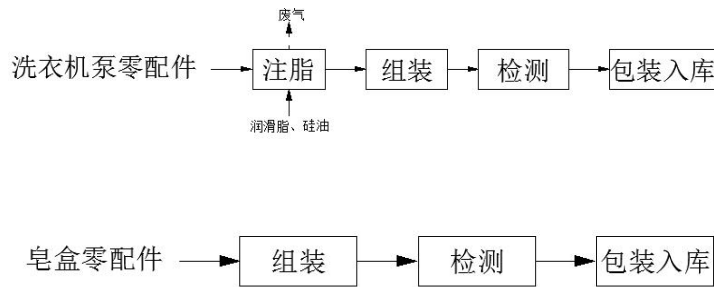 废气
洗衣机泵零配件 注脂 组装 检测 包装入库
润滑脂、硅油
皂盒零配件 组装 检测 包装入库